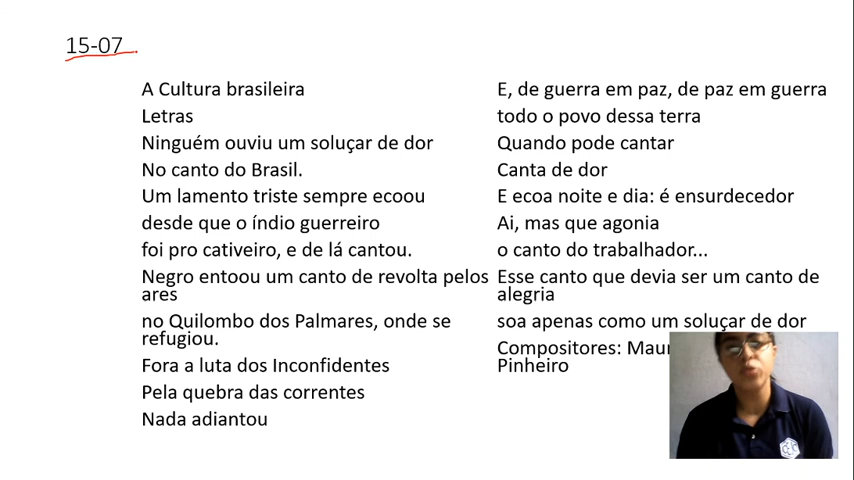 15-07
A Cultura brasileira
Letras
Ninguém ouviu um soluçar de dor
No canto do Brasil.
Um lamento triste sempre ecoou
desde que o índio guerreiro
foi pro cativeiro, e de lá cantou.
Negro entoou um canto de revolta pelos
ares
no Quilombo dos Palmares, onde se
refugiou.
Fora a luta dos Inconfidentes
Pela quebra das correntes
Nada adiantou
E, de guerra em paz, de paz em guerra
todo o povo dessa terra
Quando pode cantar
Canta de dor
E ecoa noite e dia: é ensurdecedor
Ai, mas que agonia
o canto do trabalhador...
Esse canto que devia ser um canto de
alegria
soa apenas como um soluçar de dor
Compositores:
Pinheiro